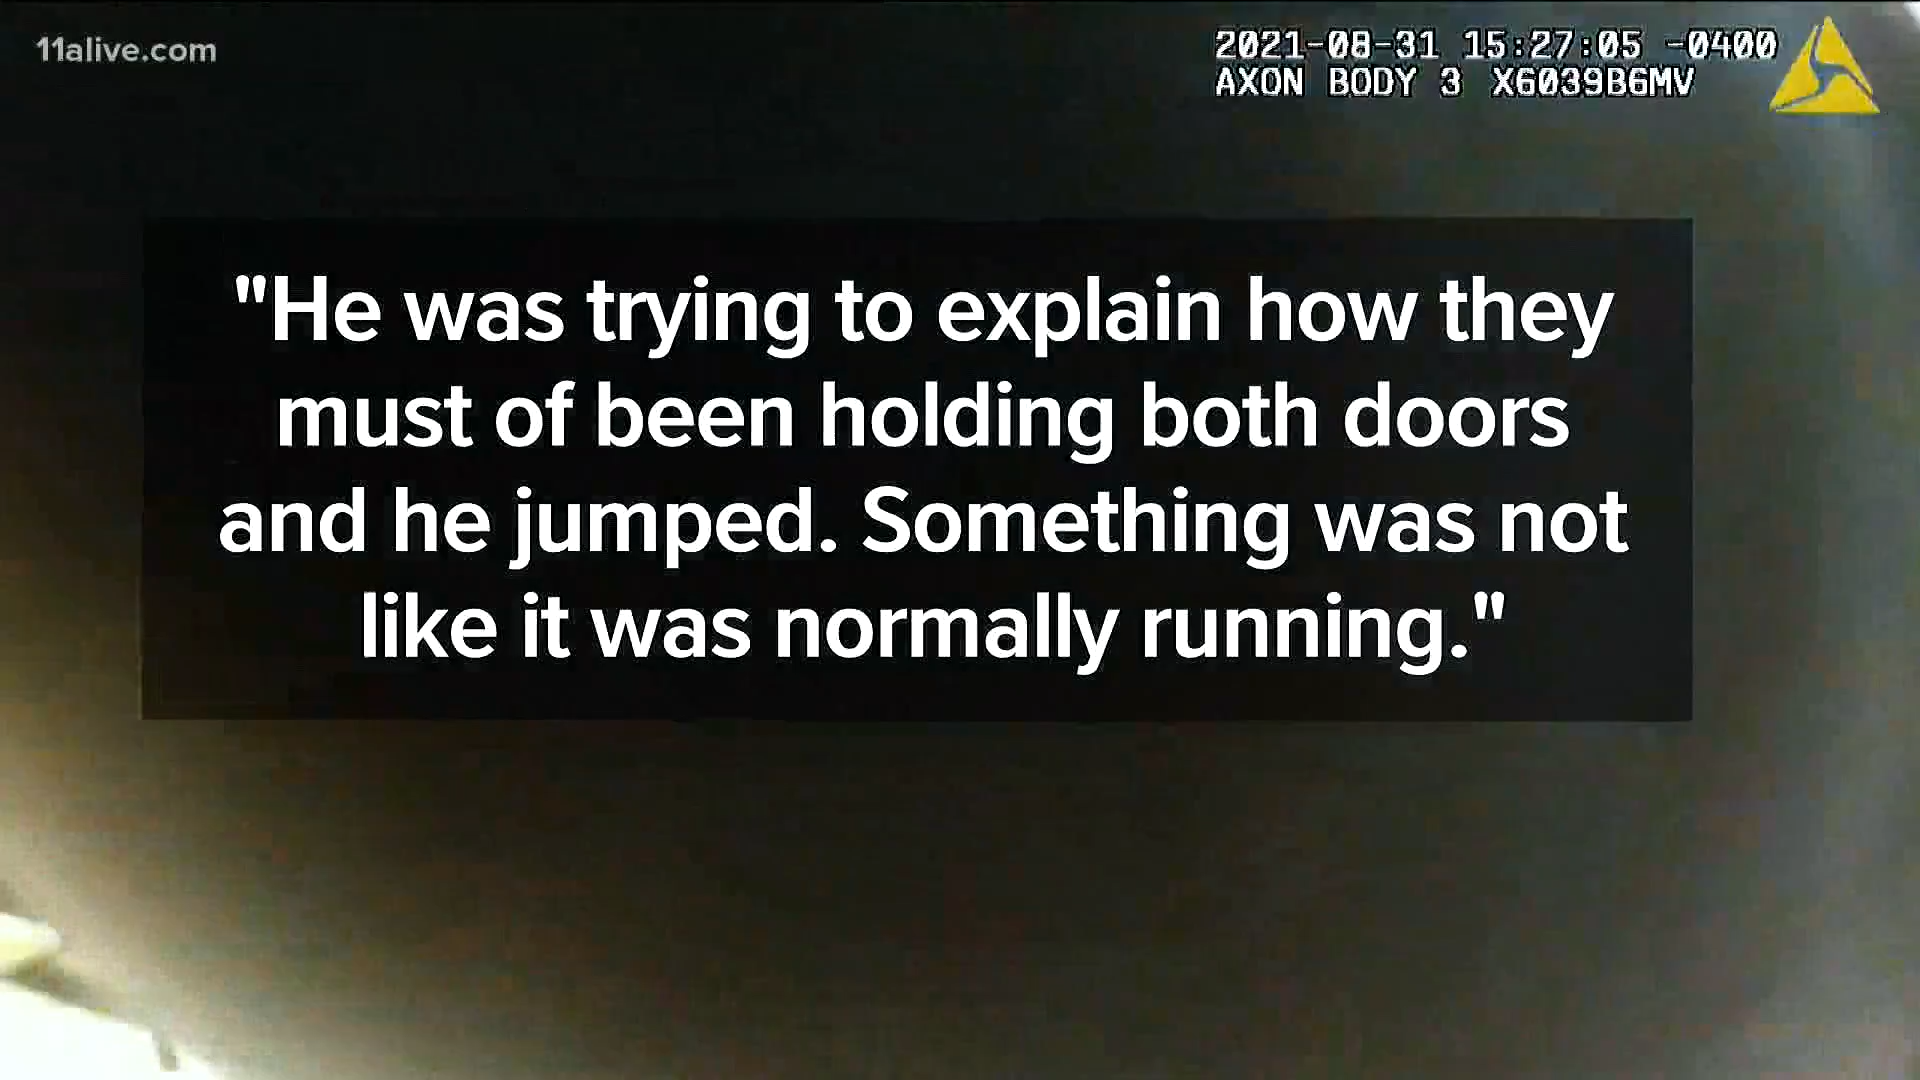 11alive.com
2021-08-31 15:27:05 -0400
AXON BODY 3 X6039B6MV
"He was trying to explain how they
must of been holding both doors
and he jumped. Something was not
like it was normally running."